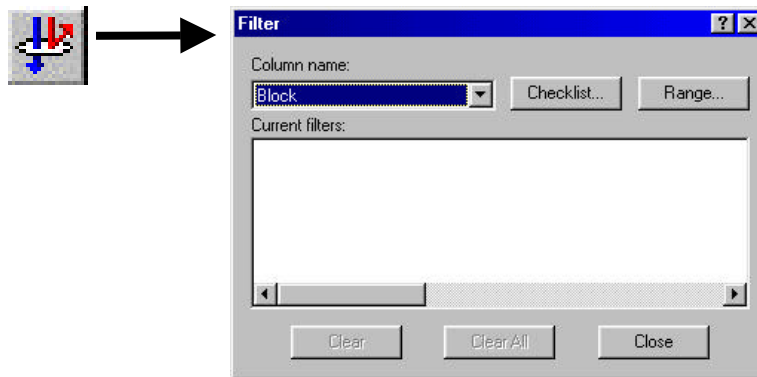 Filter
Column name:
Block Checklist... Range...
Current filters:
Clear Clear All Close